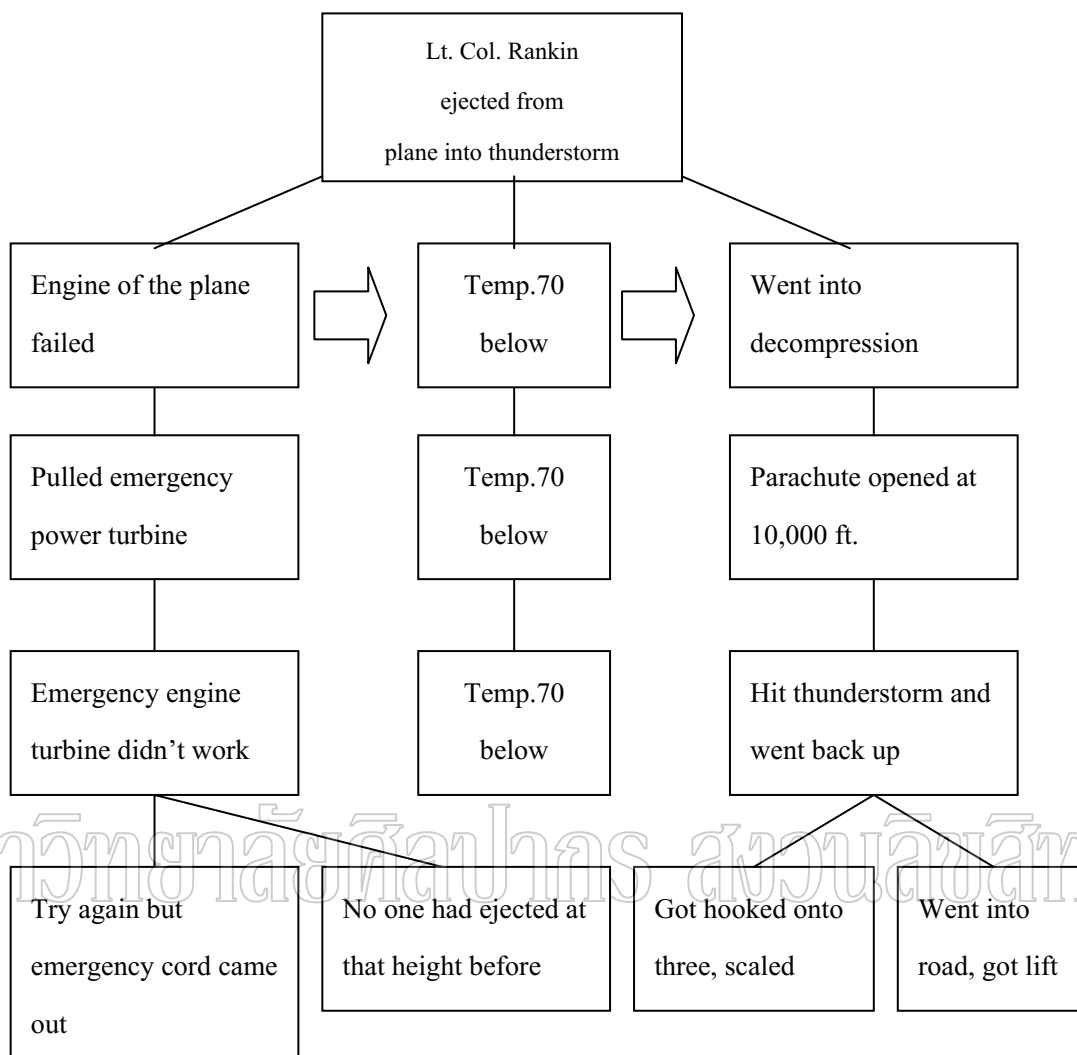 Lt. Col. Rankin
ejected from
plane into thunderstorm
Engine of the plane
failed
Temp.70
below
Went into
decompression
Pulled emergency
power turbine
Temp.70
below
Parachute opened at
10,000 ft.
Emergency engine
turbine didn’t work
Temp.70
below
Hit thunderstorm and
went back up
Try again but
emergency cord came
out
No one had ejected at
that height before
Got hooked onto
three, scaled
Went into
road, got lift